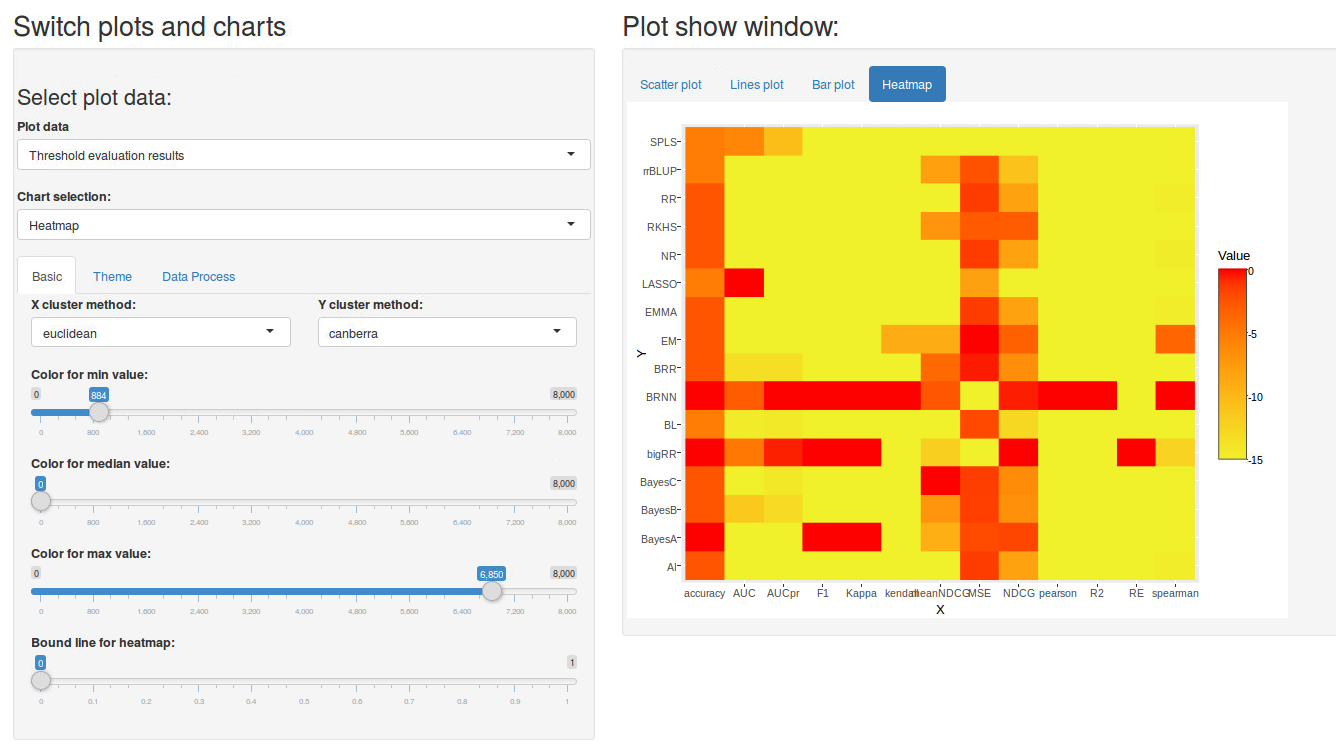 Switch plots and charts
Select plot data:
Plot data
Threshold evaluation results
Chart selection:
Heatmap
Basic Theme Data Process
X cluster method: Y cluster method:
euclidean canberra
Color for min value:
0 884 8,000
0 800 1,600 2,400 3,200 4,000 4,800 5,600 6,400 7,200 8,000
Color for median value:
0 8,000
0 800 1,600 2,400 3,200 4,000 4,800 5,600 6,400 7,200 8,000
Color for max value:
0 6,850 8,000
0 800 1,600 2,400 3,200 4,000 4,800 5,600 6,400 7,200 8,000
Bound line for heatmap:
0 1
0 0.1 0.2 0.3 0.4 0.5 0.6 0.7 0.8 0.9 1
Plot show window:
Scatter plot Lines plot Bar plot Heatmap
SPLS
rrBLUP
RR
RKHS
NR
LASSO
EMMA
EM
BRR
BRNN
BL
bigRR
BayesC
BayesB
BayesA
AI
Y
accuracy AUC AUCpr F1 Kappa kendall meanNDCG MSE NDCG pearson R2 RE spearman
X
Value
0
-5
-10
-15